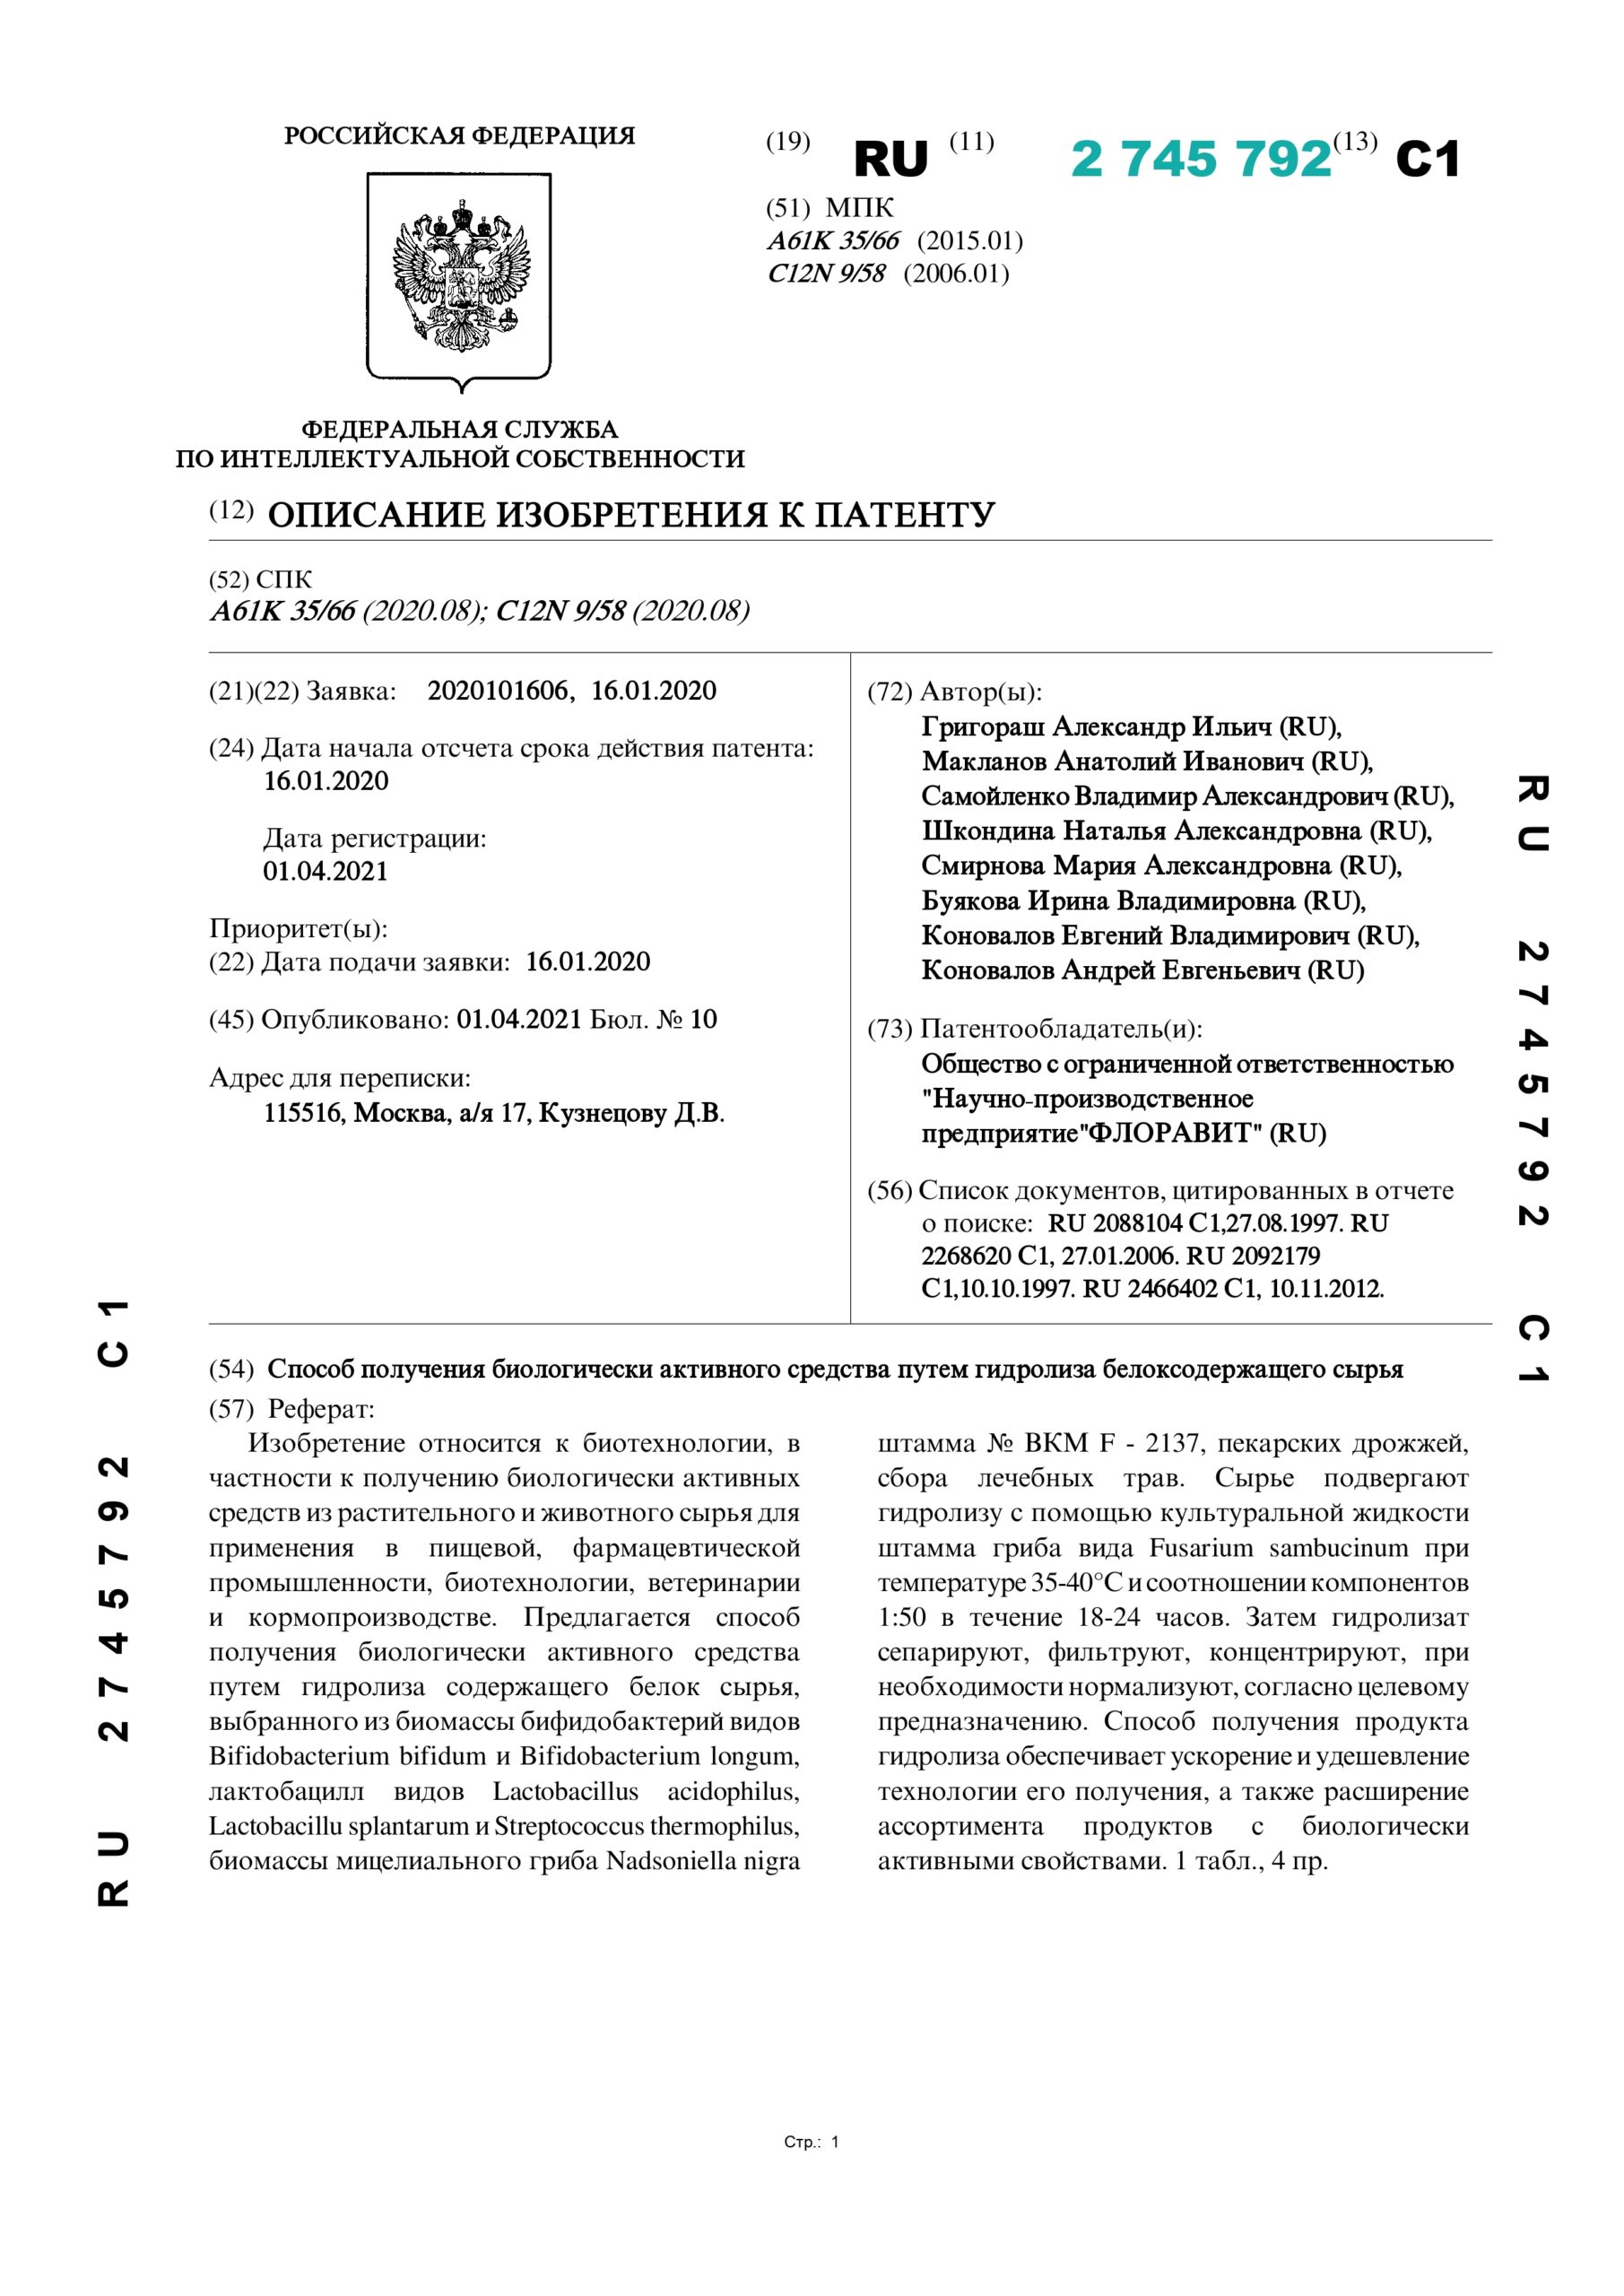 РОССИЙСКАЯ ФЕДЕРАЦИЯ
ФЕДЕРАЛЬНАЯ СЛУЖБА
ПО ИНТЕЛЛЕКТУАЛЬНОЙ СОБСТВЕННОСТИ
(19) RU (11) 2 745 792 (13) C1
(51) МПК
A61K 35/66 (2015.01)
C12N 9/58 (2006.01)
(12) ОПИСАНИЕ ИЗОБРЕТЕНИЯ К ПАТЕНТУ
(52) СПК
A61K 35/66 (2020.08); C12N 9/58 (2020.08)
(21)(22) Заявка: 2020101606, 16.01.2020
(24) Дата начала отсчета срока действия патента:
16.01.2020
Дата регистрации:
01.04.2021
Приоритет(ы):
(22) Дата подачи заявки: 16.01.2020
(45) Опубликовано: 01.04.2021 Бюл. № 10
Адрес для переписки:
115516, Москва, а/я 17, Кузнецову Д.В.
(72) Автор(ы):
Григораш Александр Ильич (RU),
Макланов Анатолий Иванович (RU),
Самойленко Владимир Александрович (RU),
Шкондина Наталья Александровна (RU),
Смирнова Мария Александровна (RU),
Буякова Ирина Владимировна (RU),
Коновалов Евгений Владимирович (RU),
Коновалов Андрей Евгеньевич (RU)
(73) Патентообладатель(и):
Общество с ограниченной ответственностью
"Научно-производственное
предприятие"ФЛОРАВИТ" (RU)
(56) Список документов, цитированных в отчете
о поиске: RU 2088104 C1,27.08.1997. RU
2268620 C1, 27.01.2006. RU 2092179
C1,10.10.1997. RU 2466402 C1, 10.11.2012.
(54) Способ получения биологически активного средства путем гидролиза белоксодержащего сырья
(57) Реферат:
Изобретение относится к биотехнологии, в
частности к получению биологически активных
средств из растительного и животного сырья для
применения в пищевой, фармацевтической
промышленности, биотехнологии, ветеринарии
и кормопроизводстве. Предлагается способ
получения биологически активного средства
путем гидролиза содержащего белок сырья,
выбранного из биомассы бифидобактерий видов
Bifidobacterium bifidum и Bifidobacterium longum,
лактобацилл видов Lactobacillus acidophilus,
Lactobacillu splantarum и Streptococcus thermophilus,
биомассы мицелиального гриба Nadsoniella nigra
штамма № ВКМ F - 2137, пекарских дрожжей,
сбора лечебных трав. Сырье подвергают
гидролизу с помощью культуральной жидкости
штамма гриба вида Fusarium sambucinum при
температуре 35-40°С и соотношении компонентов
1:50 в течение 18-24 часов. Затем гидролизат
сепарируют, фильтруют, концентрируют, при
необходимости нормализуют, согласно целевому
предназначению. Способ получения продукта
гидролиза обеспечивает ускорение и удешевление
технологии его получения, а также расширение
ассортимента продуктов с биологически
активными свойствами. 1 табл., 4 пр.
RU 2745792 C1
RU 2745792 C1
Стр.: 1